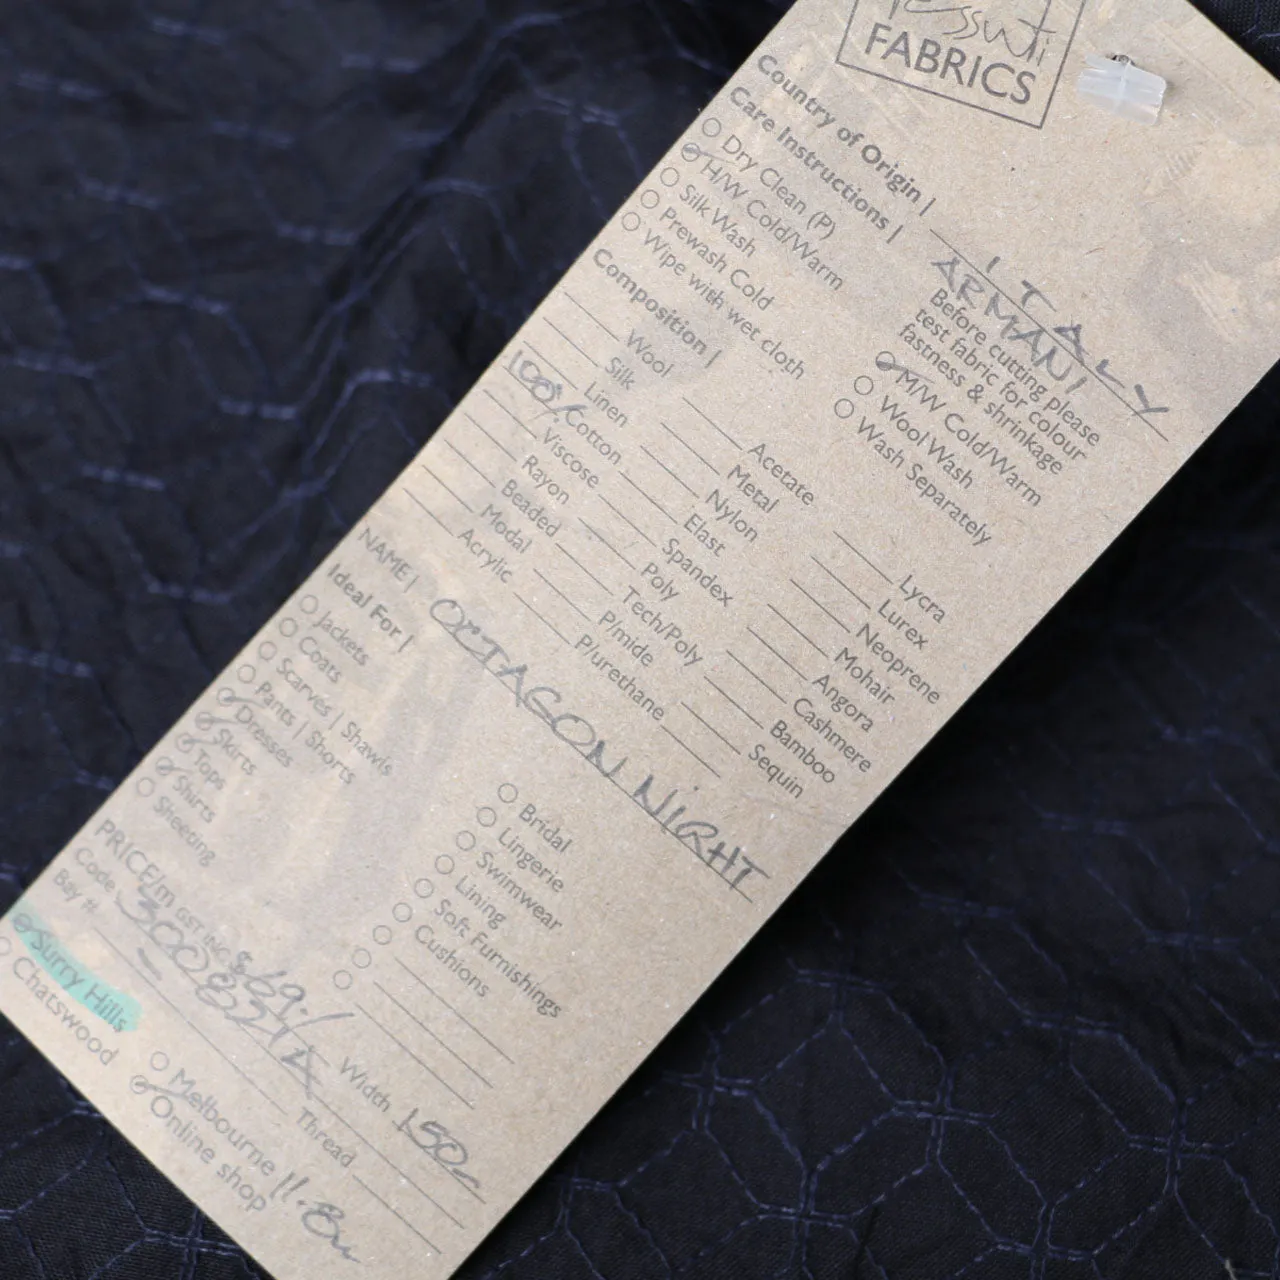 Tessuti
FABRICS
Country of Origin | ITALY
Care Instructions | ARMANI
Dry Clean (P)
H/W Cold/Warm
Silk Wash
Prewash Cold
Wipe with wet cloth
Before cutting please
test fabric for colour
fastness & shrinkage
M/W Cold/Warm
Wool Wash
Wash Separately
Composition |
Wool
Silk
Linen
100% Cotton
Viscose
Rayon
Beaded
Modal
Acrylic
Acetate
Metal
Nylon
Elast
Spandex
Poly
Tech/Poly
P/mide
P/urethane
Lycra
Lurex
Neoprene
Mohair
Angora
Cashmere
Bamboo
Sequin
NAME | OCTAGON NIGHT
Ideal For |
Jackets
Coats
Scarves | Shawls
Pants | Shorts
Dresses
Skirts
Tops
Shirts
Sheeting
Bridal
Lingerie
Swimwear
Lining
Soft Furnishings
Cushions
PRICE/m GST INC $69.
Code
Width 150
Bay #
Thread
Surry Hills
Chatswood
Melbourne
Online shop